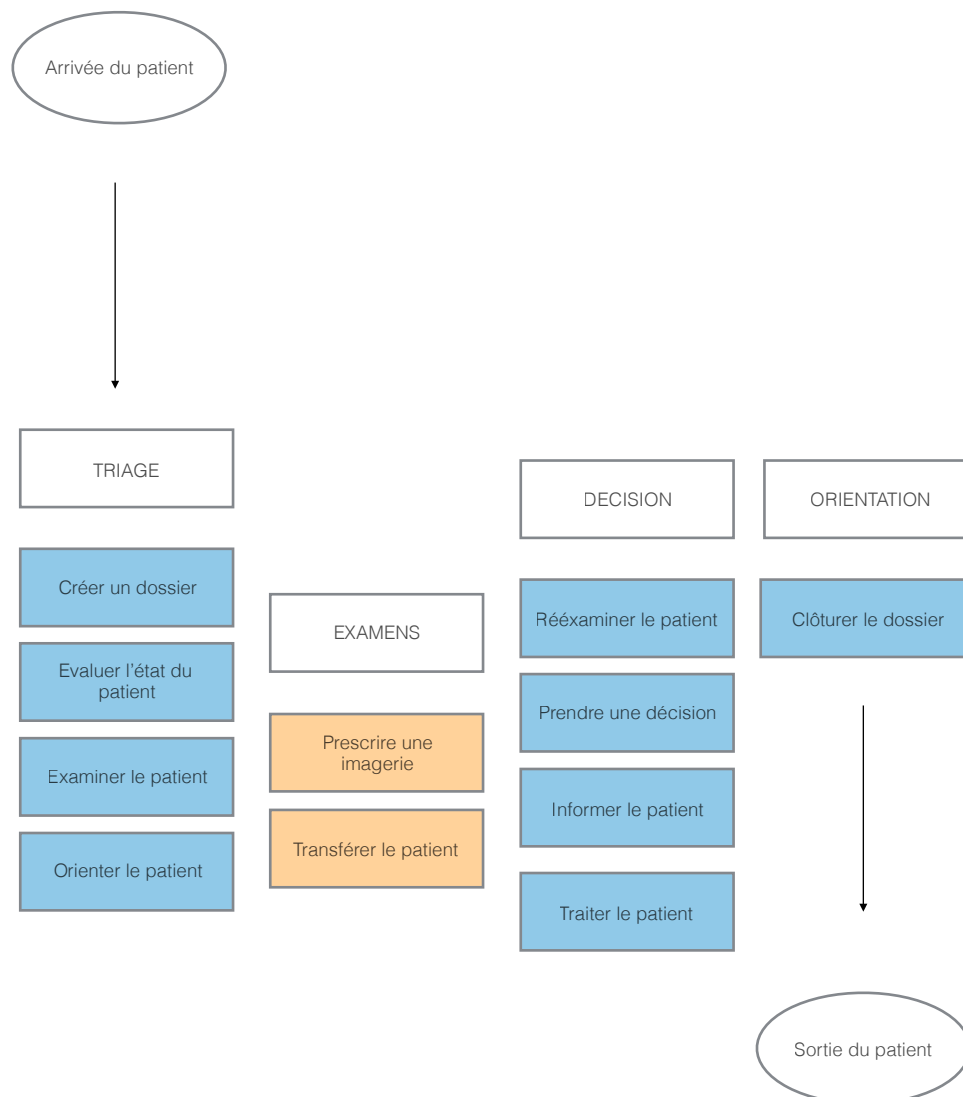 Arrivée du patient
TRIAGE
Créer un dossier
Evaluer l'état du
patient
Examiner le patient
Orienter le patient
EXAMENS
Prescrire une
imagerie
Transférer le patient
DECISION
Rééxaminer le patient
Prendre une décision
Informer le patient
Traiter le patient
ORIENTATION
Clôturer le dossier
Sortie du patient